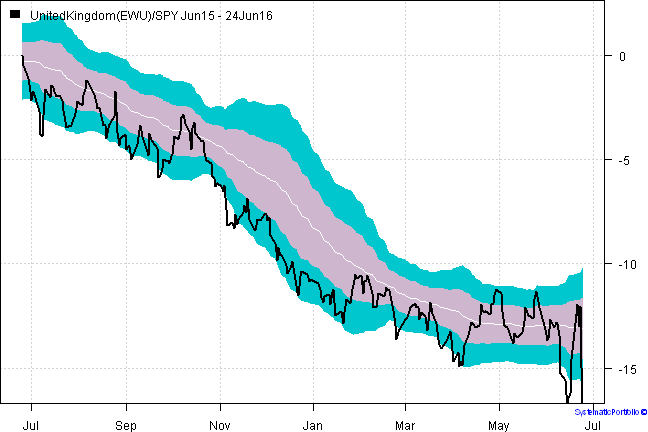 UnitedKingdom(EWU)/SPY Jun15 - 24Jun16
0
-5
-10
-15
SystematicPortfolio ©
Jul Sep Nov Jan Mar May Jul